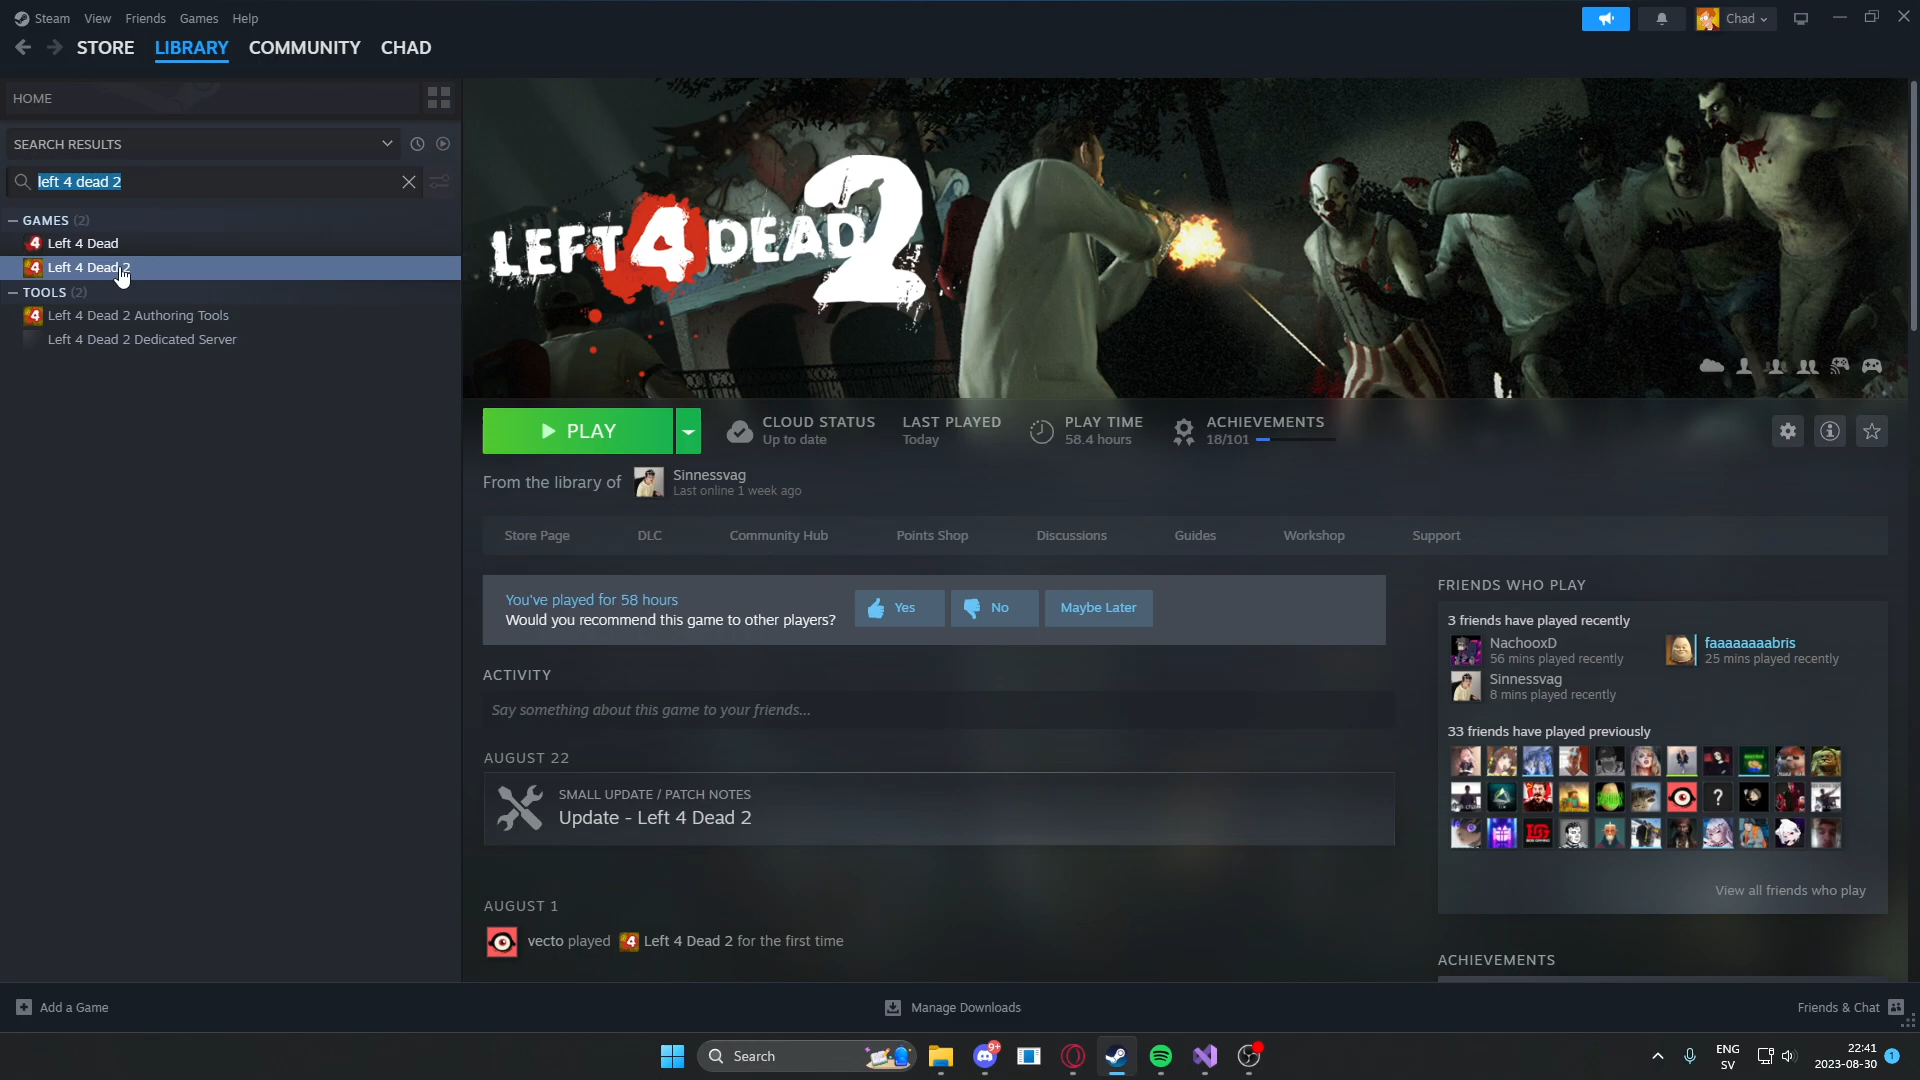 Steam View Friends Games Help
Chad
STORE LIBRARY COMMUNITY CHAD
HOME
SEARCH RESULTS
left 4 dead 2
GAMES (2)
4 Left 4 Dead
4 Left 4 Dead 2
TOOLS (2)
4 Left 4 Dead 2 Authoring Tools
Left 4 Dead 2 Dedicated Server
LEFT 4 DEAD 2
PLAY
CLOUD STATUS
Up to date
LAST PLAYED
Today
PLAY TIME
58.4 hours
ACHIEVEMENTS
18/101
From the library of
Sinnessvag
Last online 1 week ago
Store Page DLC Community Hub Points Shop Discussions Guides Workshop Support
You've played for 58 hours
Would you recommend this game to other players?
Yes No Maybe Later
ACTIVITY
Say something about this game to your friends...
AUGUST 22
SMALL UPDATE / PATCH NOTES
Update - Left 4 Dead 2
AUGUST 1
vecto played 4 Left 4 Dead 2 for the first time
FRIENDS WHO PLAY
3 friends have played recently
NachooxD
56 mins played recently
faaaaaaaabris
25 mins played recently
Sinnessvag
8 mins played recently
33 friends have played previously
?
View all friends who play
ACHIEVEMENTS
Add a Game
Manage Downloads
Friends & Chat
Search
9+
ENG
SV
22:41
2023-08-30
1